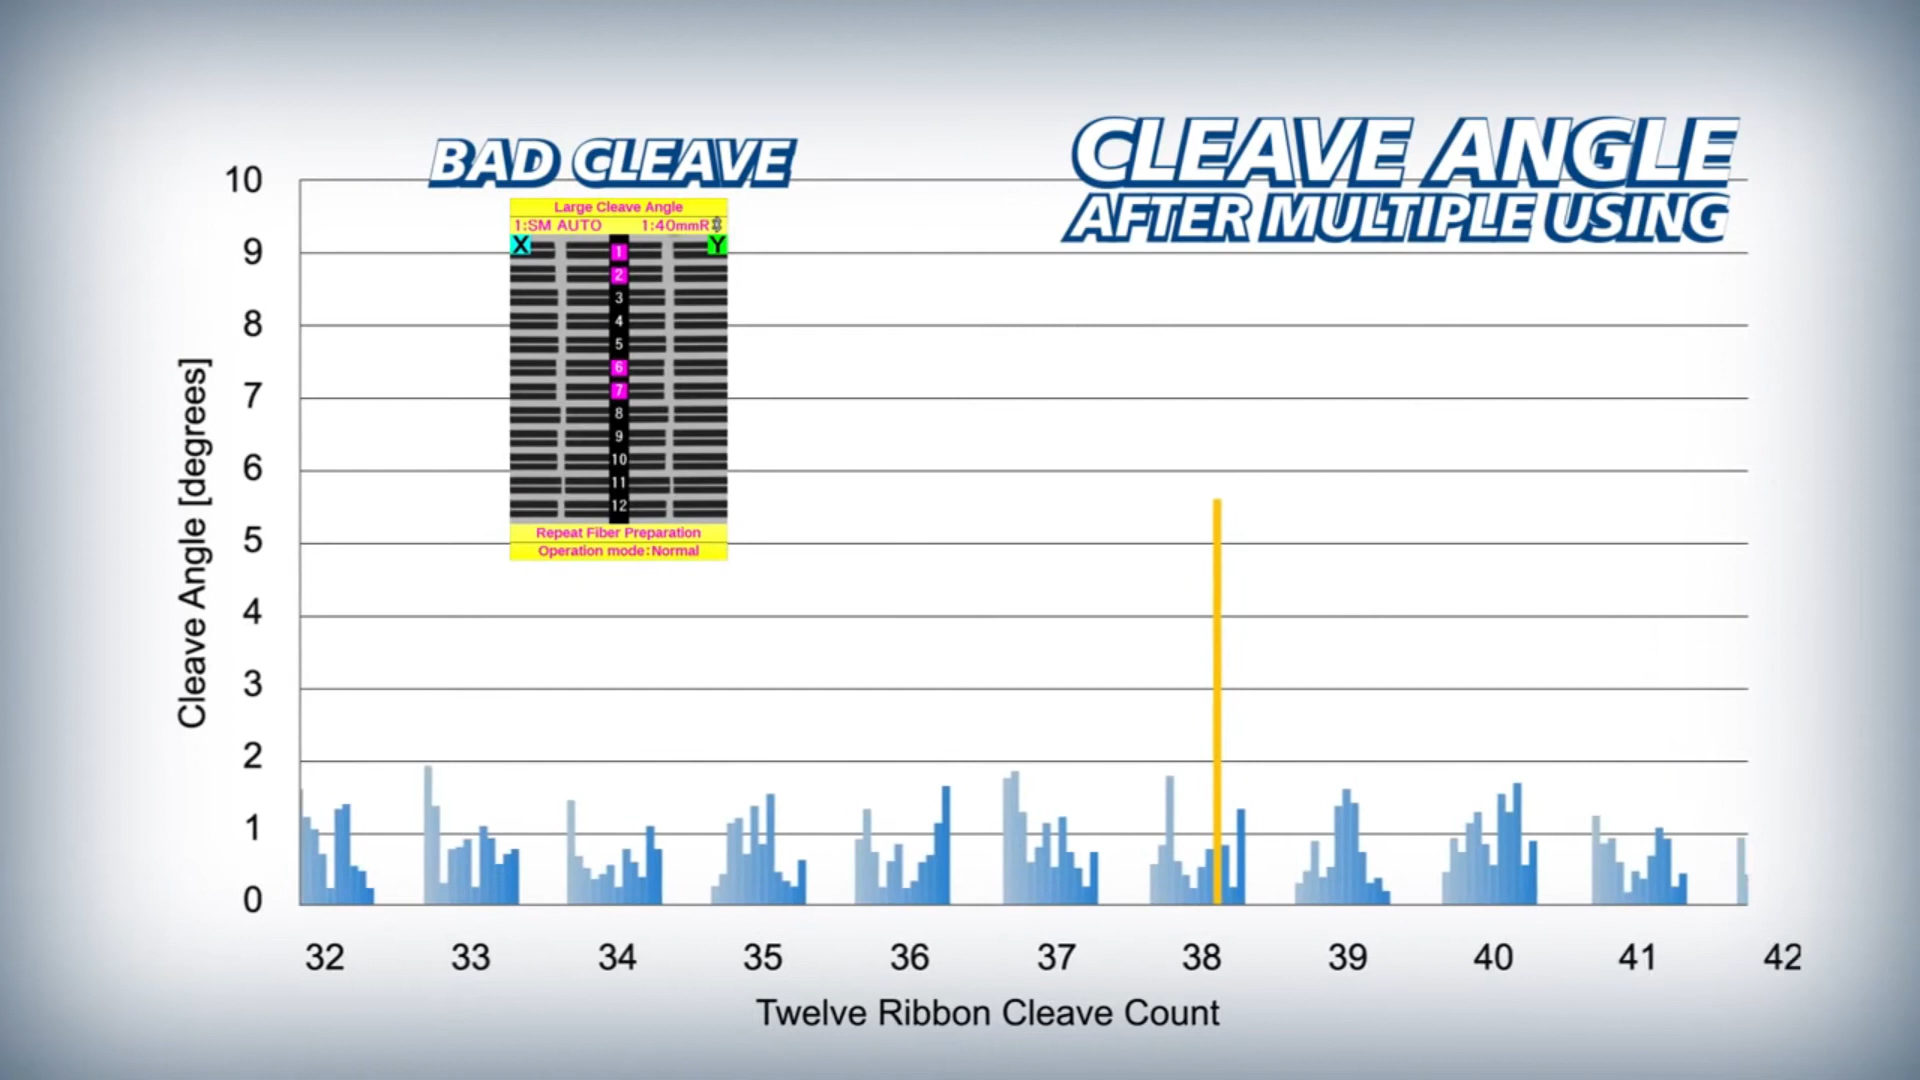 BAD CLEAVE
CLEAVE ANGLE
AFTER MULTIPLE USING
Large Cleave Angle
1:SM AUTO 1:40mmR
X Y
1
2
3
4
5
6
7
8
9
10
11
12
Repeat Fiber Preparation
Operation mode:Normal
Cleave Angle [degrees]
10
9
8
7
6
5
4
3
2
1
0
32 33 34 35 36 37 38 39 40 41 42
Twelve Ribbon Cleave Count